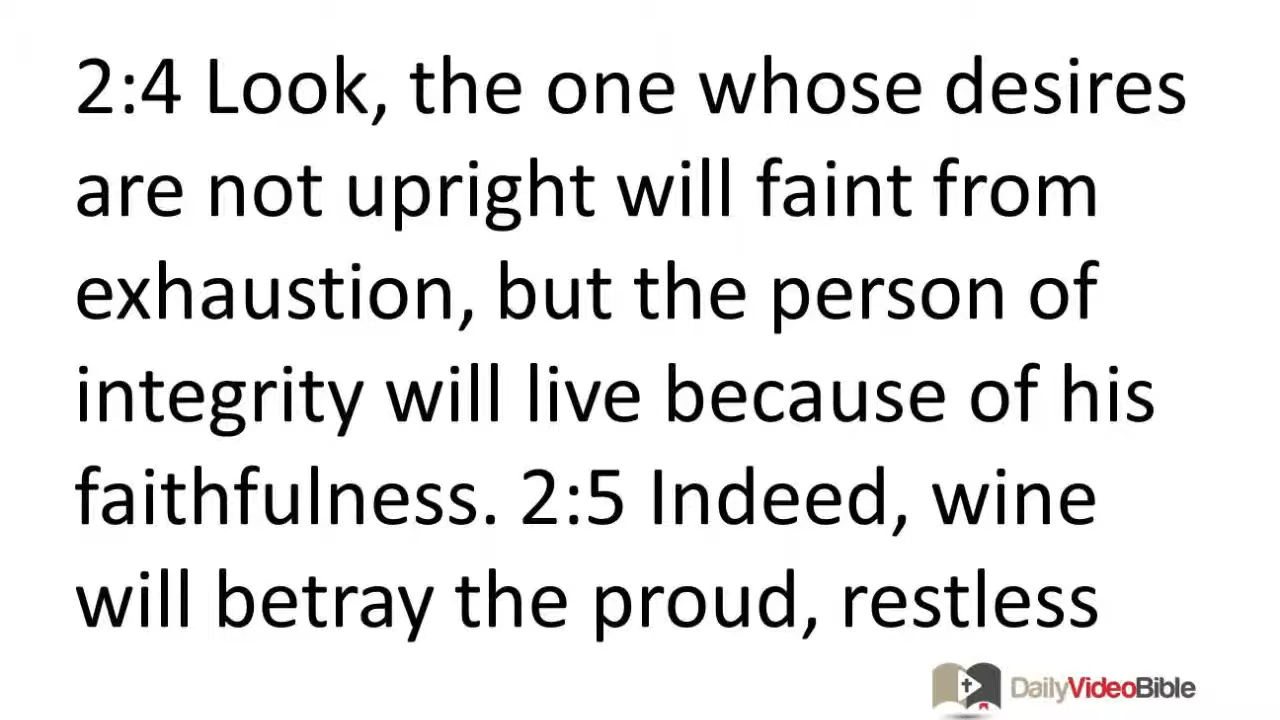 2:4 Look, the one whose desires
are not upright will faint from
exhaustion, but the person of
integrity will live because of his
faithfulness. 2:5 Indeed, wine
will betray the proud, restless
DailyVideoBible